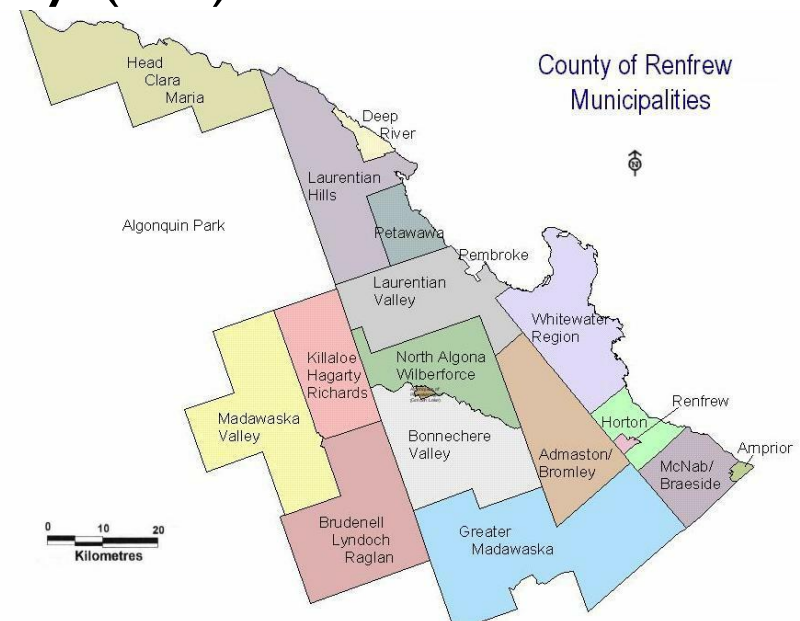 County of Renfrew
Municipalities
N
Head
Clara
Maria
Deep
River
Laurentian
Hills
Algonquin Park
Petawawa
Pembroke
Laurentian
Valley
Whitewater
Region
Killaloe
Hagarty
Richards
North Algona
Wilberforce
Renfrew
Madawaska
Valley
Horton
Bonnechere
Valley
Arnprior
Admaston/
Bromley
McNab/
Braeside
Brudenell
Lyndoch
Raglan
Greater
Madawaska
0 10 20
Kilometres